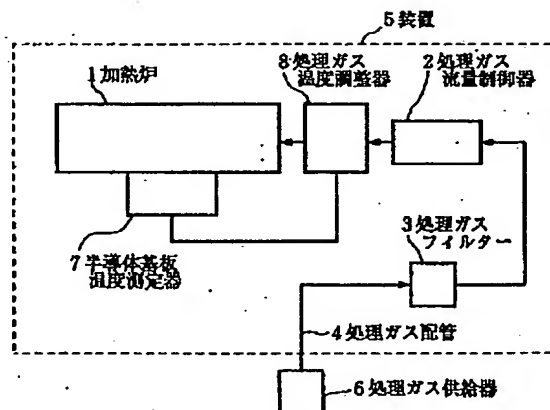 5 装置
1 加熱炉
8 処理ガス
温度調整器
2 処理ガス
流量制御器
7 半導体基板
温度測定器
3 処理ガス
フィルター
4 処理ガス配管
6 処理ガス供給器